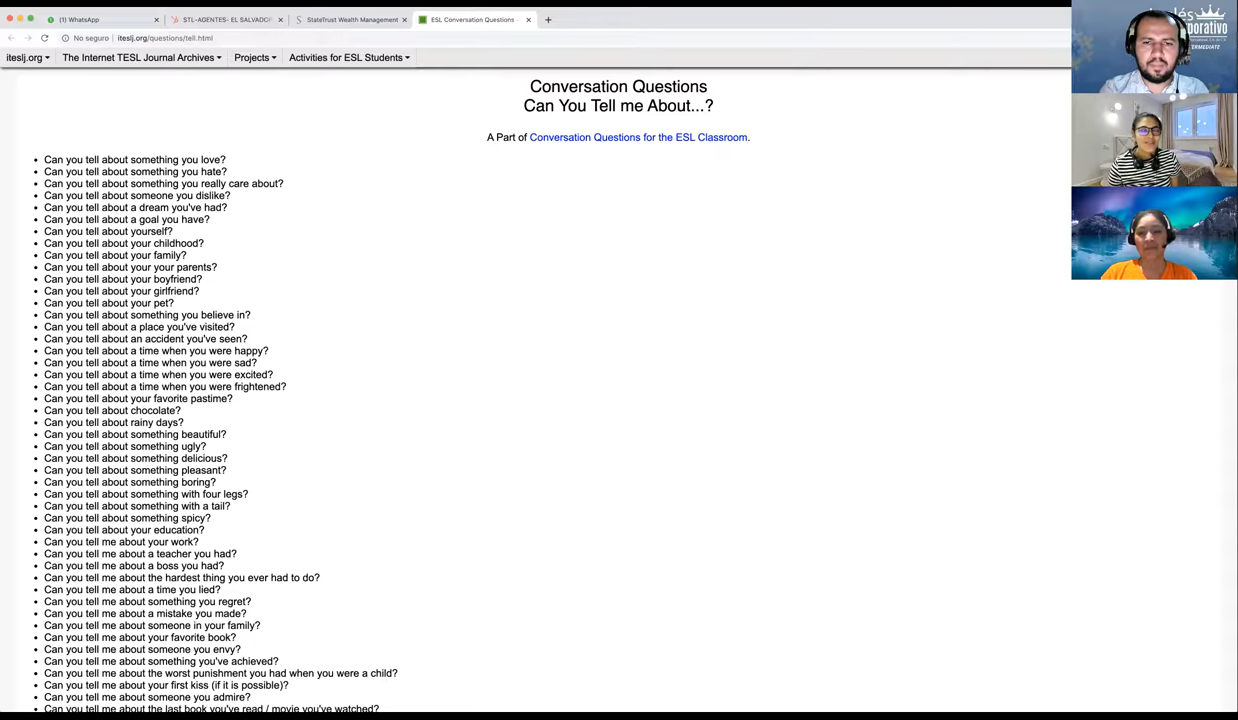 (1) WhatsApp
STL-AGENTES- EL SALVADOR
StateTrust Wealth Management
ESL Conversation Questions -
No seguro
iteslj.org/questions/tell.html
iteslj.org
The Internet TESL Journal Archives
Projects
Activities for ESL Students
Conversation Questions
Can You Tell me About...?
A Part of Conversation Questions for the ESL Classroom.
Can you tell about something you love?
Can you tell about something you hate?
Can you tell about something you really care about?
Can you tell about someone you dislike?
Can you tell about a dream you've had?
Can you tell about a goal you have?
Can you tell about yourself?
Can you tell about your childhood?
Can you tell about your family?
Can you tell about your your parents?
Can you tell about your boyfriend?
Can you tell about your girlfriend?
Can you tell about your pet?
Can you tell about something you believe in?
Can you tell about a place you've visited?
Can you tell about an accident you've seen?
Can you tell about a time when you were happy?
Can you tell about a time when you were sad?
Can you tell about a time when you were excited?
Can you tell about a time when you were frightened?
Can you tell about your favorite pastime?
Can you tell about chocolate?
Can you tell about rainy days?
Can you tell about something beautiful?
Can you tell about something ugly?
Can you tell about something delicious?
Can you tell about something pleasant?
Can you tell about something boring?
Can you tell about something with four legs?
Can you tell about something with a tail?
Can you tell about something spicy?
Can you tell about your education?
Can you tell me about your work?
Can you tell me about a teacher you had?
Can you tell me about a boss you had?
Can you tell me about the hardest thing you ever had to do?
Can you tell me about a time you lied?
Can you tell me about something you regret?
Can you tell me about a mistake you made?
Can you tell me about someone in your family?
Can you tell me about your favorite book?
Can you tell me about someone you envy?
Can you tell me about something you've achieved?
Can you tell me about the worst punishment you had when you were a child?
Can you tell me about your first kiss (if it is possible)?
Can you tell me about someone you admire?
Can you tell me about the last book you've read / movie you've watched?